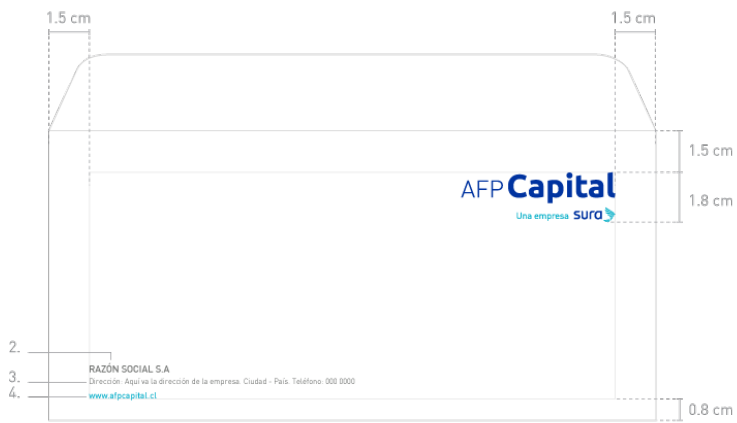 1.5 cm 1.5 cm
1.5 cm
AFP Capital
1.8 cm
Una empresa sura
2.
RAZÓN SOCIAL S.A
3. Dirección: Aquí va la dirección de la empresa. Ciudad - País. Teléfono: 000 0000
4. www.afpcapital.cl
0.8 cm